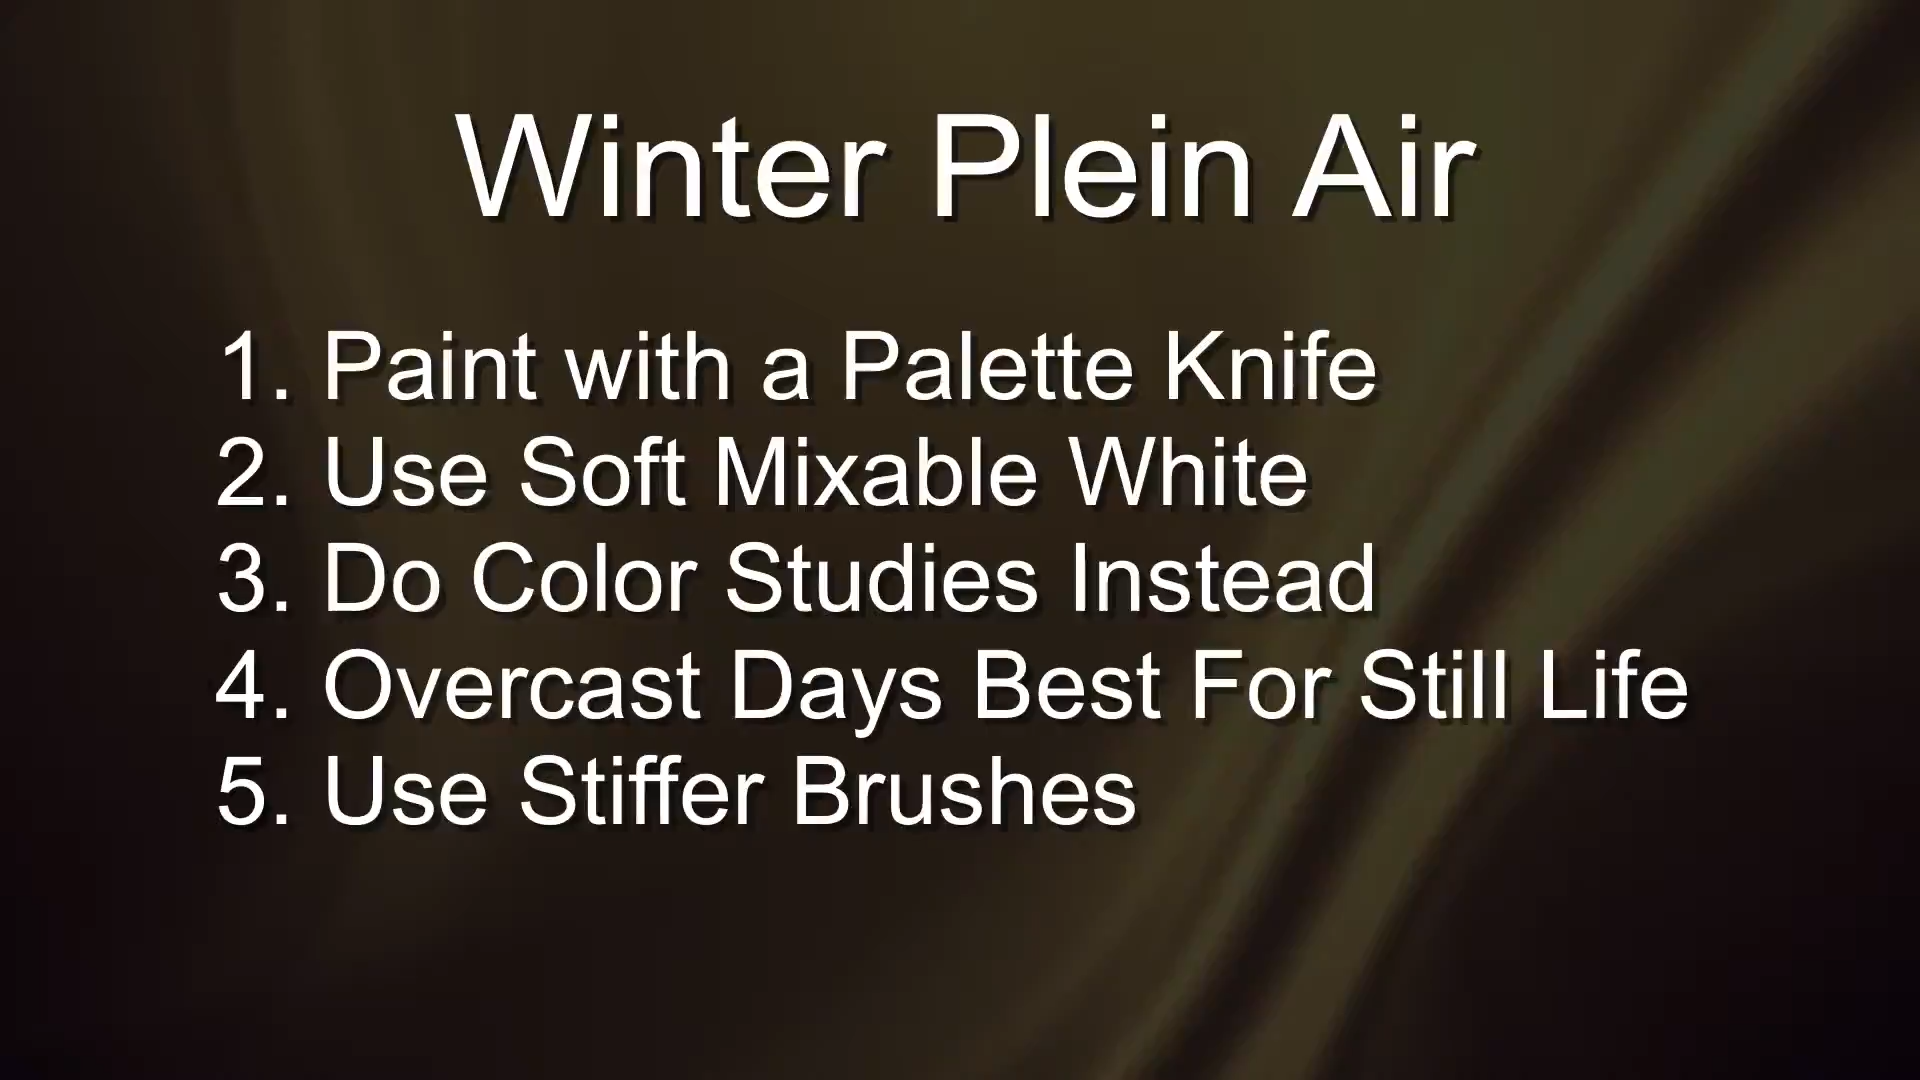 Winter Plein Air
1. Paint with a Palette Knife
2. Use Soft Mixable White
3. Do Color Studies Instead
4. Overcast Days Best For Still Life
5. Use Stiffer Brushes